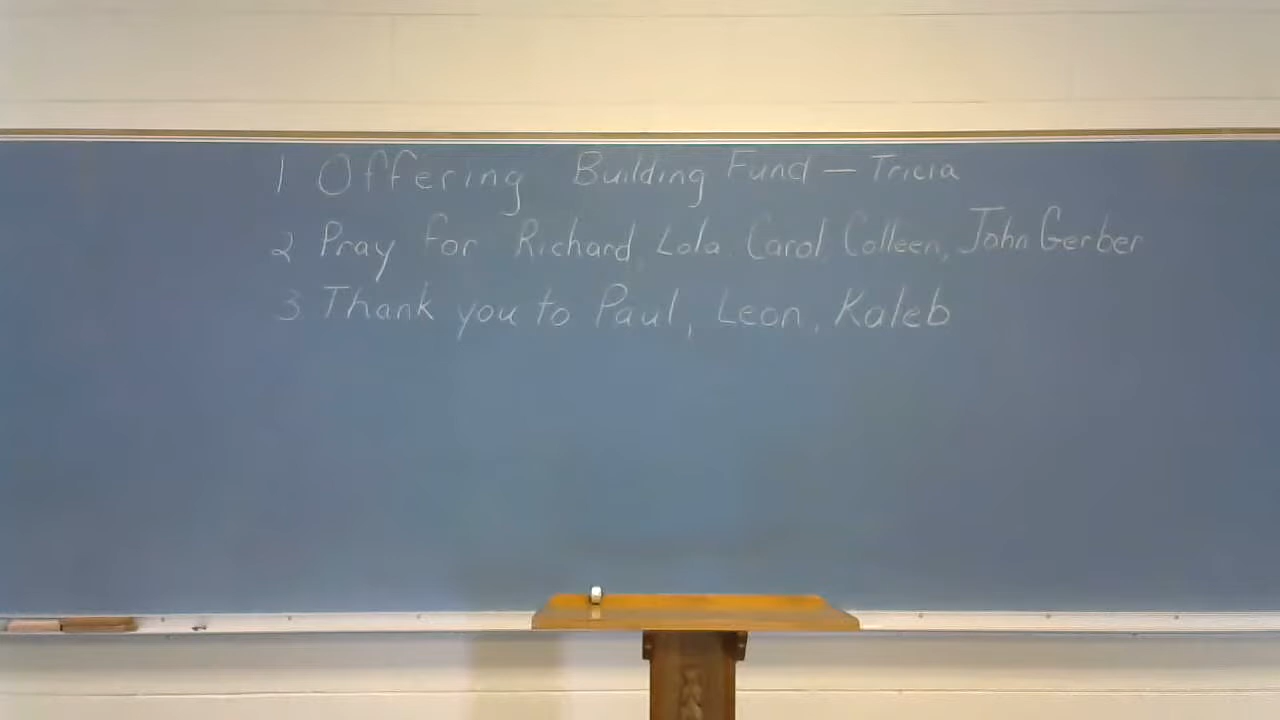 1 Offering Building Fund — Tricia
2 Pray for Richard, Lola, Carol Colleen, John Gerber
3 Thank you to Paul, Leon, Kaleb